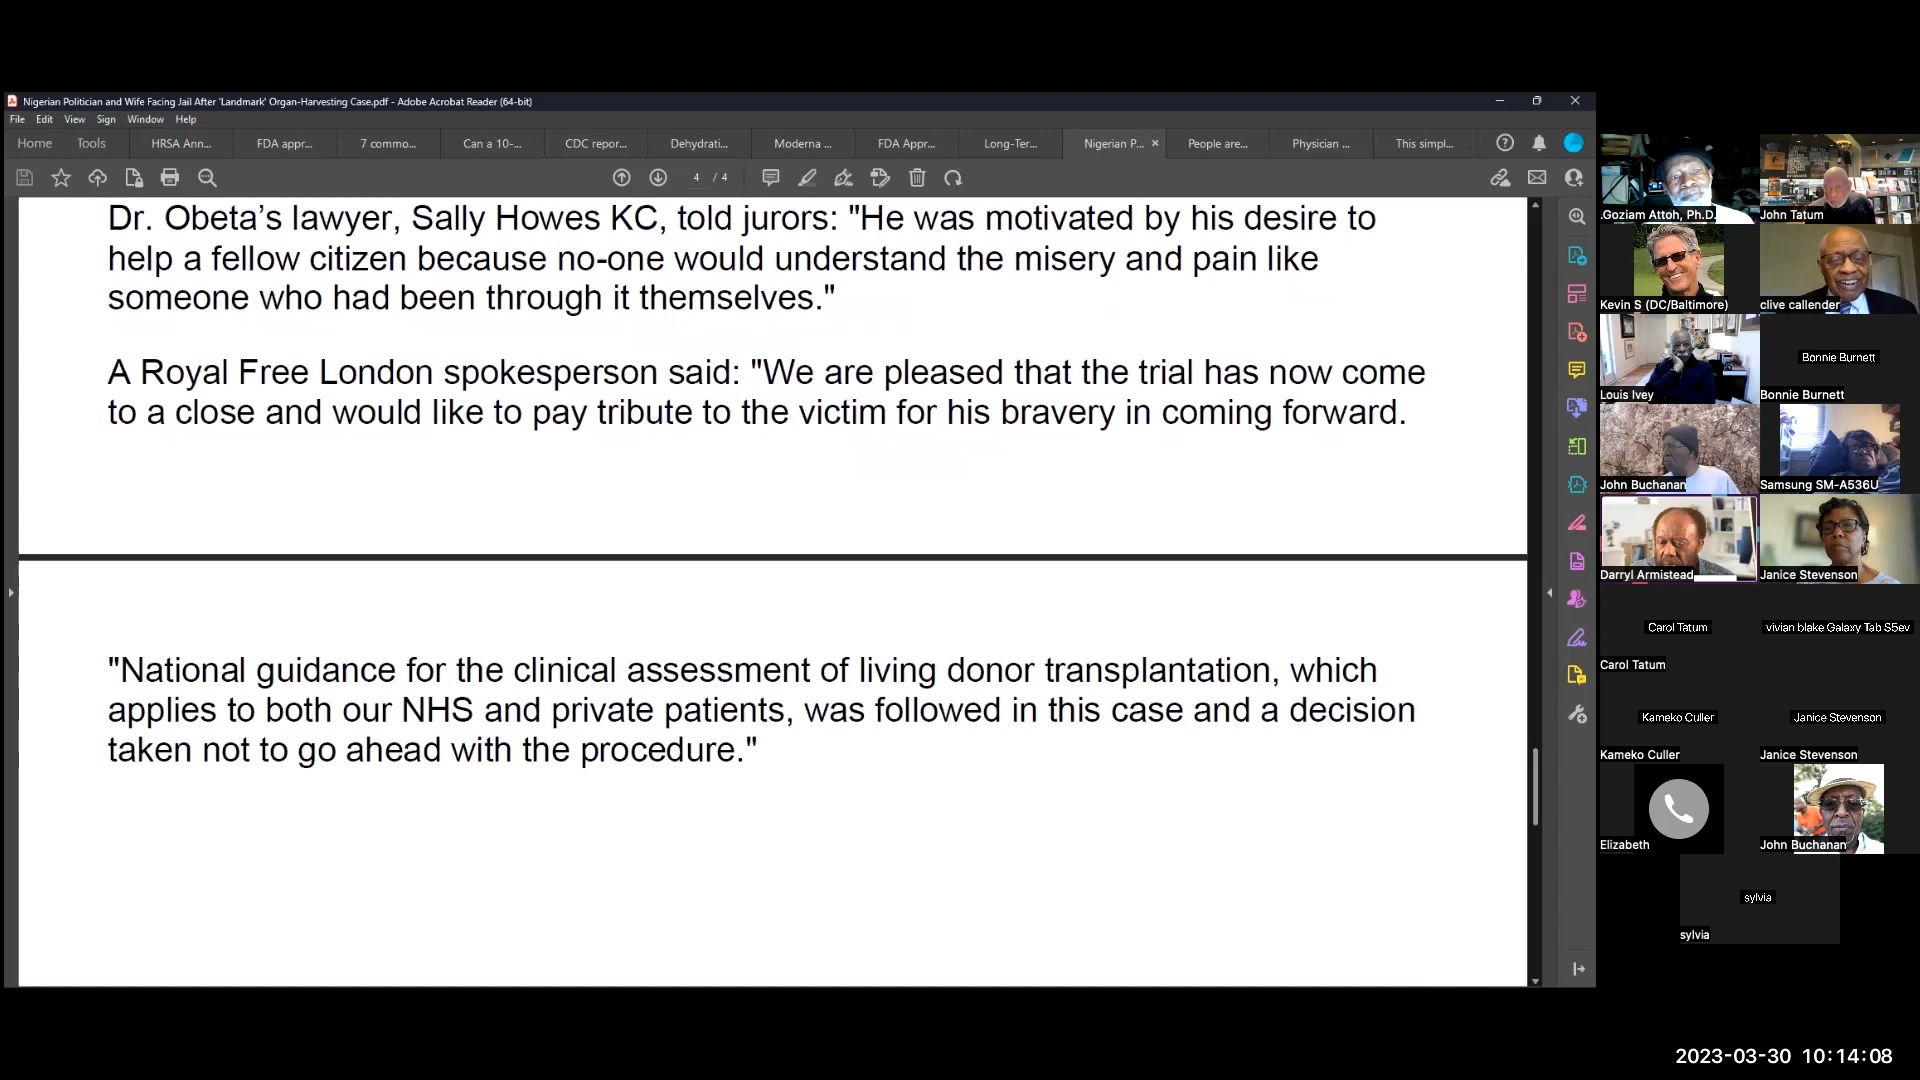 Nigerian Politician and Wife Facing Jail After 'Landmark' Organ-Harvesting Case.pdf - Adobe Acrobat Reader (64-bit)
File Edit View Sign Window Help
Home Tools HRSA Ann... FDA appr... 7 commo... Can a 10-... CDC repor... Dehydrati... Moderna ... FDA Appr... Long-Ter... Nigerian P... People are... Physician ... This simpl...
4 / 4
Dr. Obeta's lawyer, Sally Howes KC, told jurors: "He was motivated by his desire to
help a fellow citizen because no-one would understand the misery and pain like
someone who had been through it themselves."
A Royal Free London spokesperson said: "We are pleased that the trial has now come
to a close and would like to pay tribute to the victim for his bravery in coming forward.
"National guidance for the clinical assessment of living donor transplantation, which
applies to both our NHS and private patients, was followed in this case and a decision
taken not to go ahead with the procedure."
.Goziam Attoh, Ph.D.
John Tatum
Kevin S (DC/Baltimore)
clive callender
Louis Ivey
Bonnie Burnett
Bonnie Burnett
John Buchanan
Samsung SM-A536U
Darryl Armistead
Janice Stevenson
Carol Tatum
vivian blake Galaxy Tab S5ev
Carol Tatum
Kameko Culler
Janice Stevenson
Kameko Culler
Janice Stevenson
Elizabeth
John Buchanan
sylvia
sylvia
2023-03-30 10:14:08